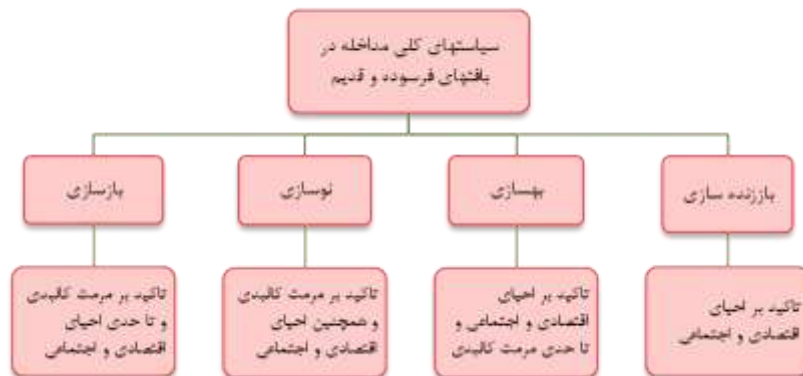 سیاستهای کلی مداخله در
بافتهای فرسوده و قدیم
باززنده سازی
بهسازی
نوسازی
بازسازی
تاکید بر احیای
اقتصادی و اجتماعی
تاکید بر احیای
اقتصادی و اجتماعی و
تا حدی مرمت کالبدی
تاکید بر مرمت کالبدی
و همچنین احیای
اقتصادی و اجتماعی
تاکید بر مرمت کالبدی
و تا حدی احیای
اقتصادی و اجتماعی